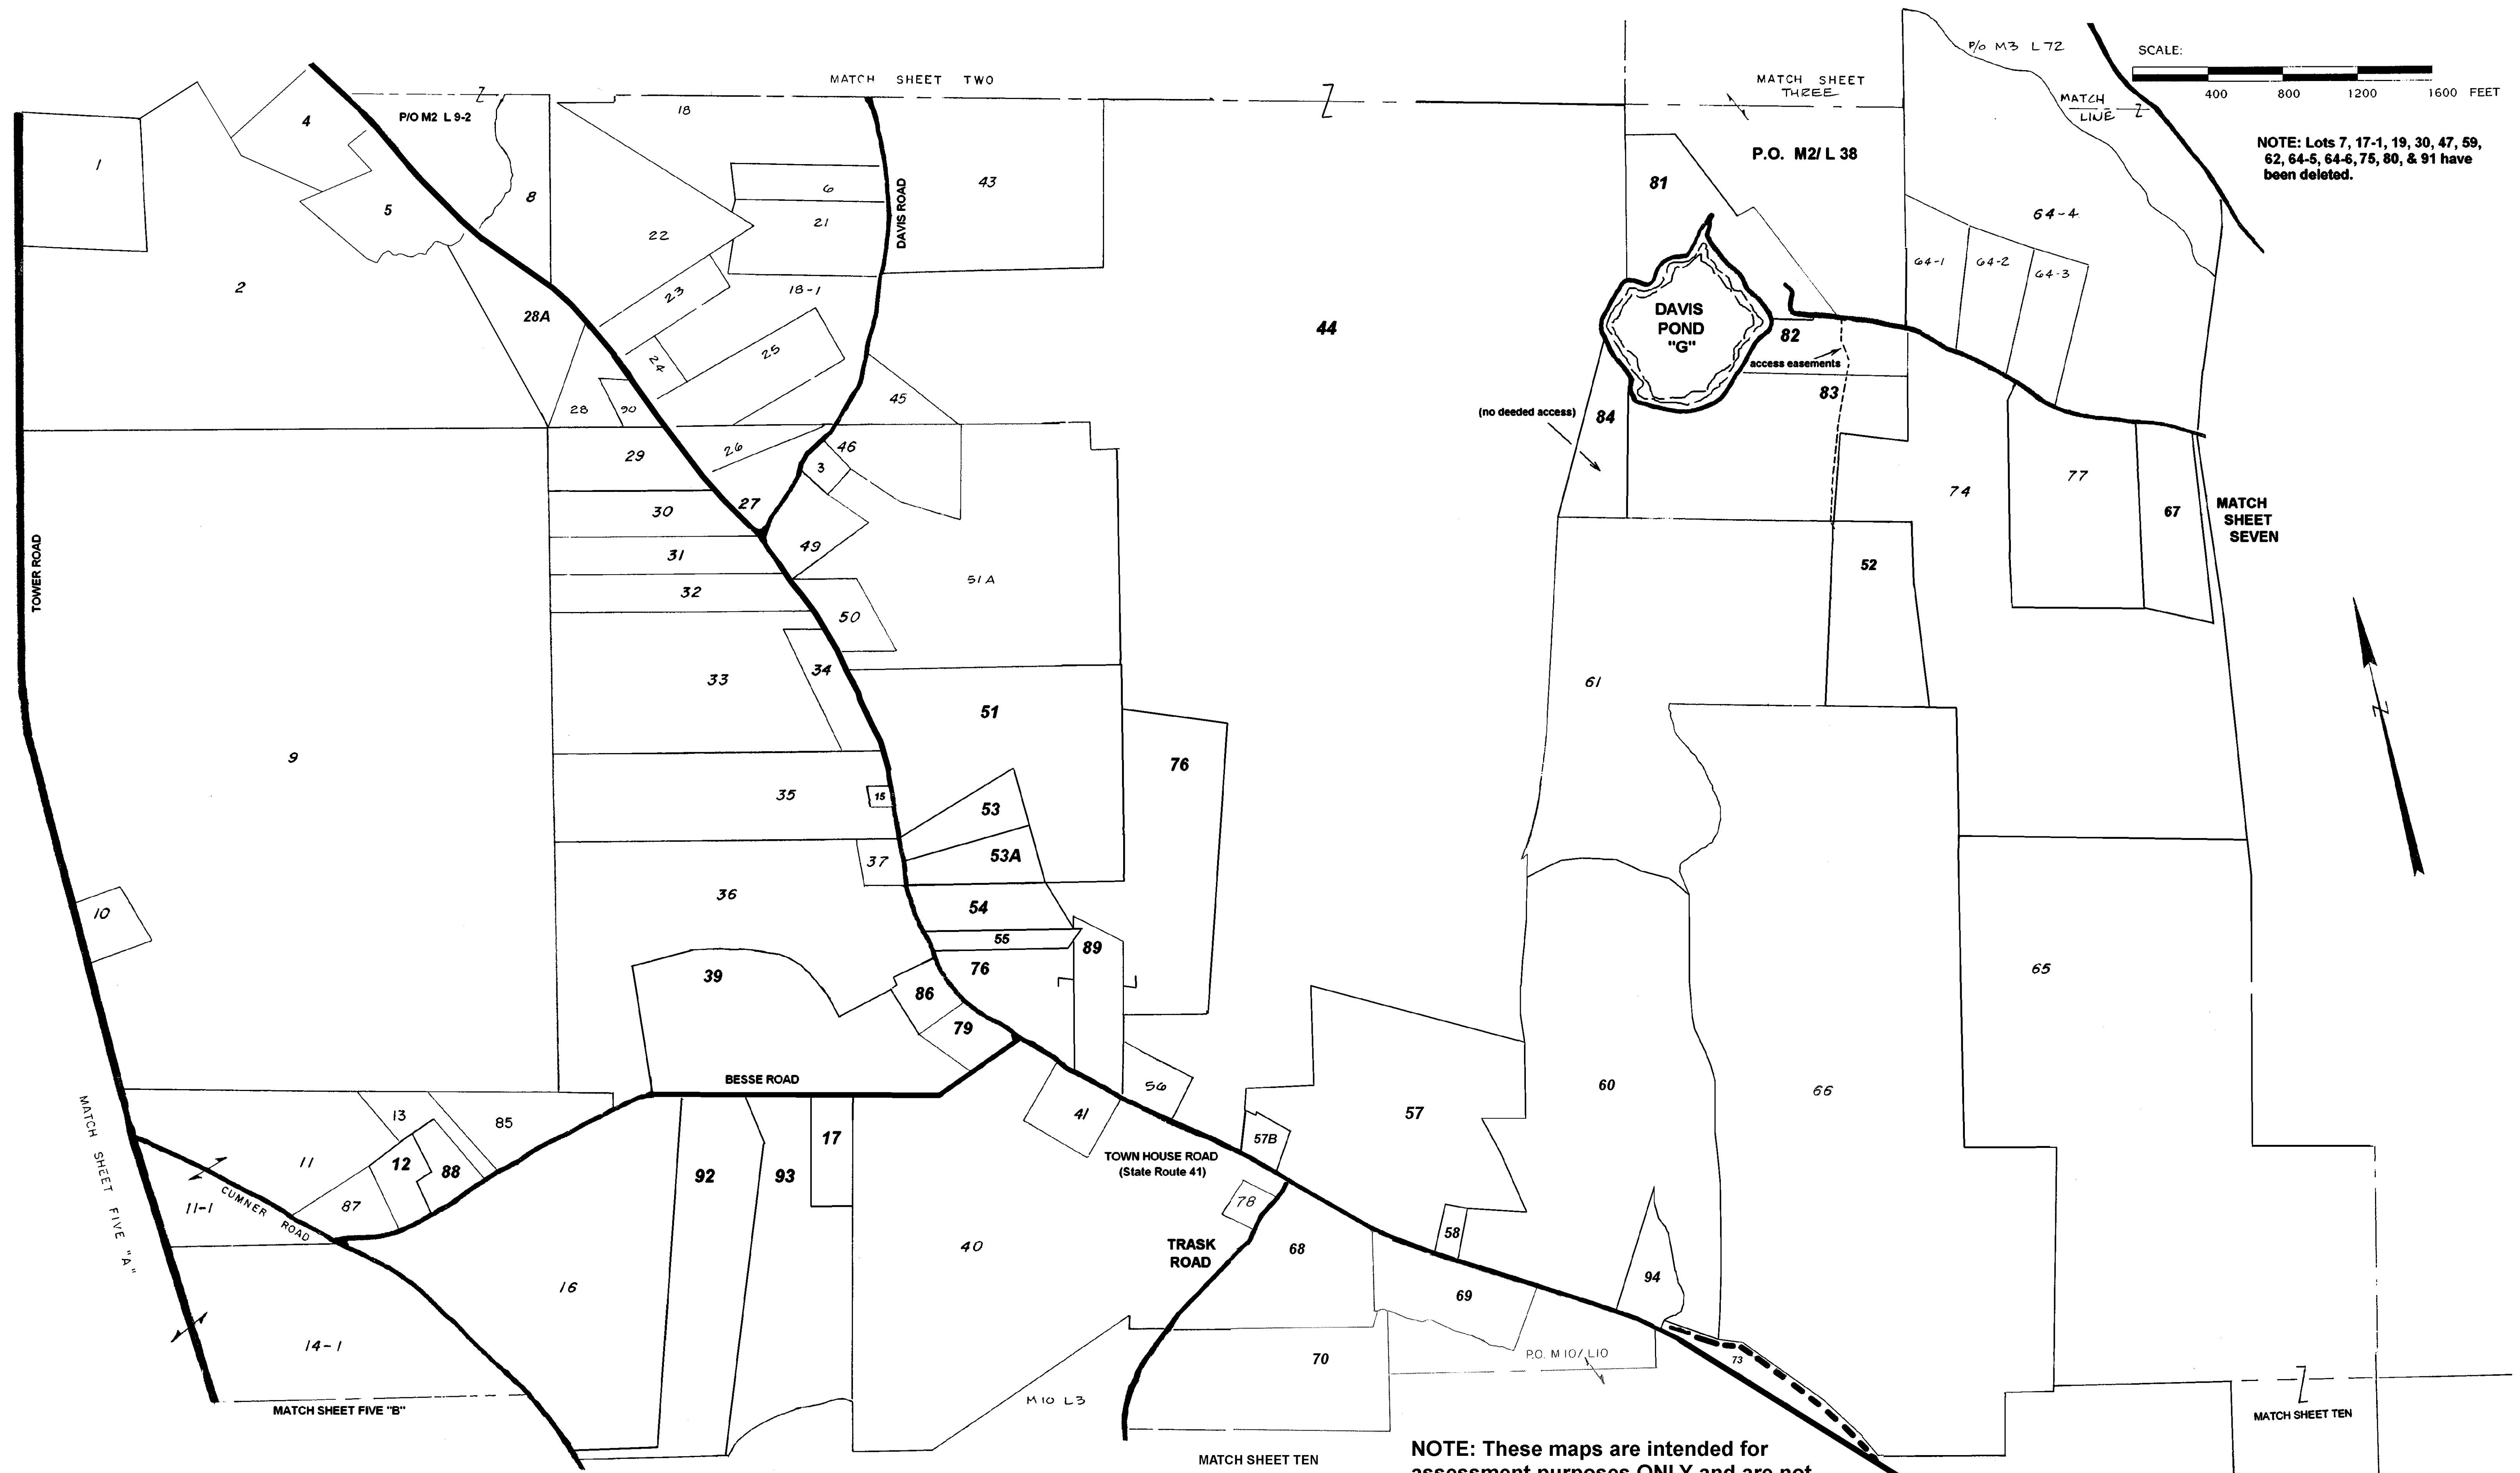 MATCH SHEET TWO
MATCH SHEET
THREE
P/o M3 L 72
SCALE:
400 800 1200 1600 FEET
MATCH
LINE
NOTE: Lots 7, 17-1, 19, 30, 47, 59,
62, 64-5, 64-6, 75, 80, & 91 have
been deleted.
P/O M2 L 9-2
P.O. M2/ L 38
1
4
5
8
2
18
6
21
22
DAVIS ROAD
43
23
18-1
24
25
28A
28
90
45
44
81
DAVIS
POND
"G"
82
access easements
83
(no deeded access)
84
64-4
64-1
64-2
64-3
74
77
67
MATCH
SHEET
SEVEN
TOWER ROAD
29
26
27
3
46
30
31
32
49
51A
50
33
34
51
52
61
9
76
35
15
53
53A
37
36
54
55
10
39
89
76
86
79
65
BESSE ROAD
56
41
57
60
66
MATCH SHEET FIVE "A"
13
85
11
12
88
87
11-1
CUMNER ROAD
92
93
17
TOWN HOUSE ROAD
(State Route 41)
57B
78
TRASK
ROAD
68
58
69
94
16
40
14-1
70
P.O. M10/ L10
73
M10 L3
MATCH SHEET FIVE "B"
MATCH SHEET TEN
MATCH SHEET TEN
NOTE: These maps are intended for
assessment purposes ONLY and are not